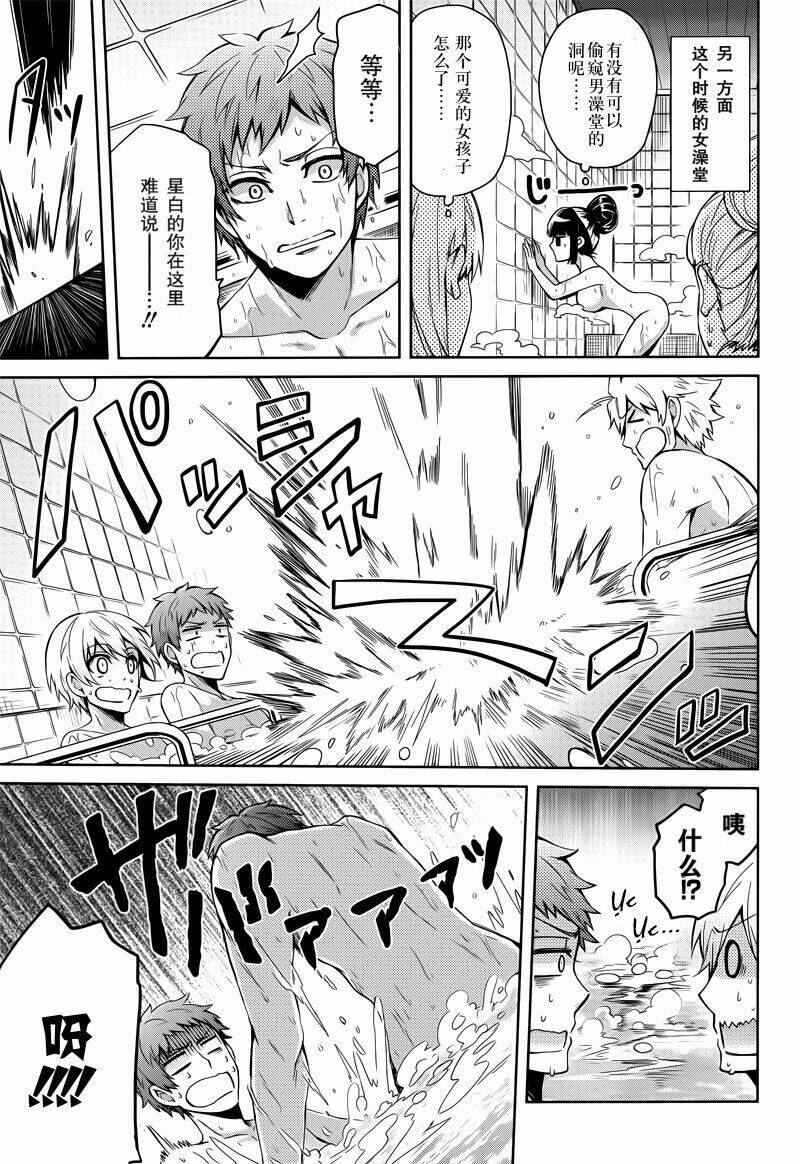 另一方面
这个时候的女澡堂
有没有可以
偷窥男澡堂的
洞呢……
那个可爱的女孩子
怎么了……
じーーっ
等等…
星白的你在这里
难道说——…!!
パッシャーン
咦
什么!?
ục
ục...
ザバァァァ
呀!!!!